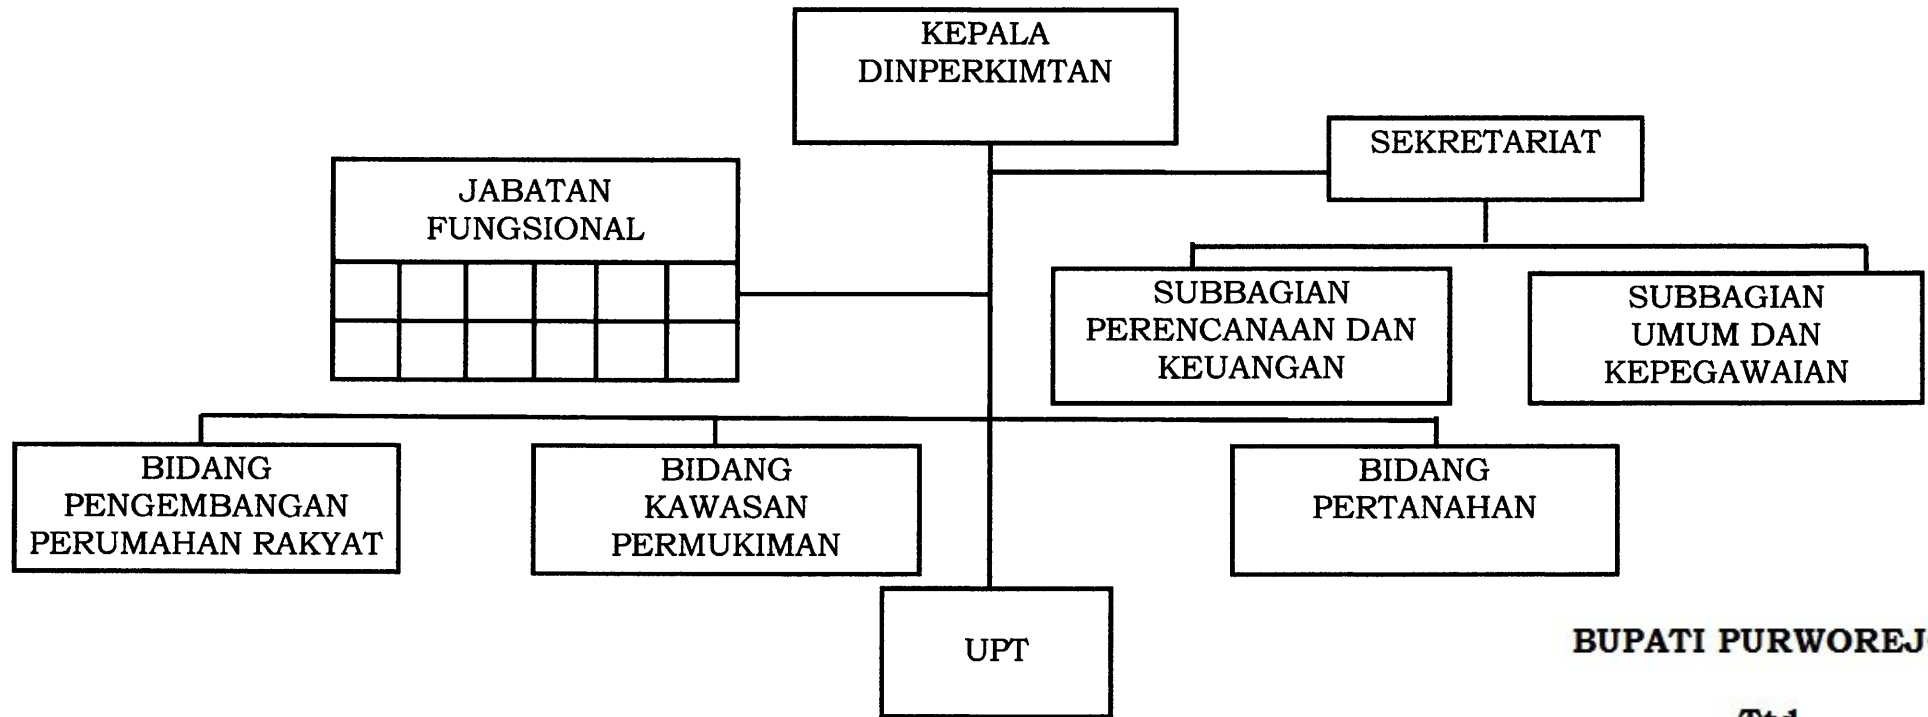 KEPALA
DINPERKIMTAN
SEKRETARIAT
JABATAN
FUNGSIONAL
SUBBAGIAN
PERENCANAAN DAN
KEUANGAN
SUBBAGIAN
UMUM DAN
KEPEGAWAIAN
BIDANG
PENGEMBANGAN
PERUMAHAN RAKYAT
BIDANG
KAWASAN
PERMUKIMAN
BIDANG
PERTANAHAN
UPT
BUPATI PURWOREJ